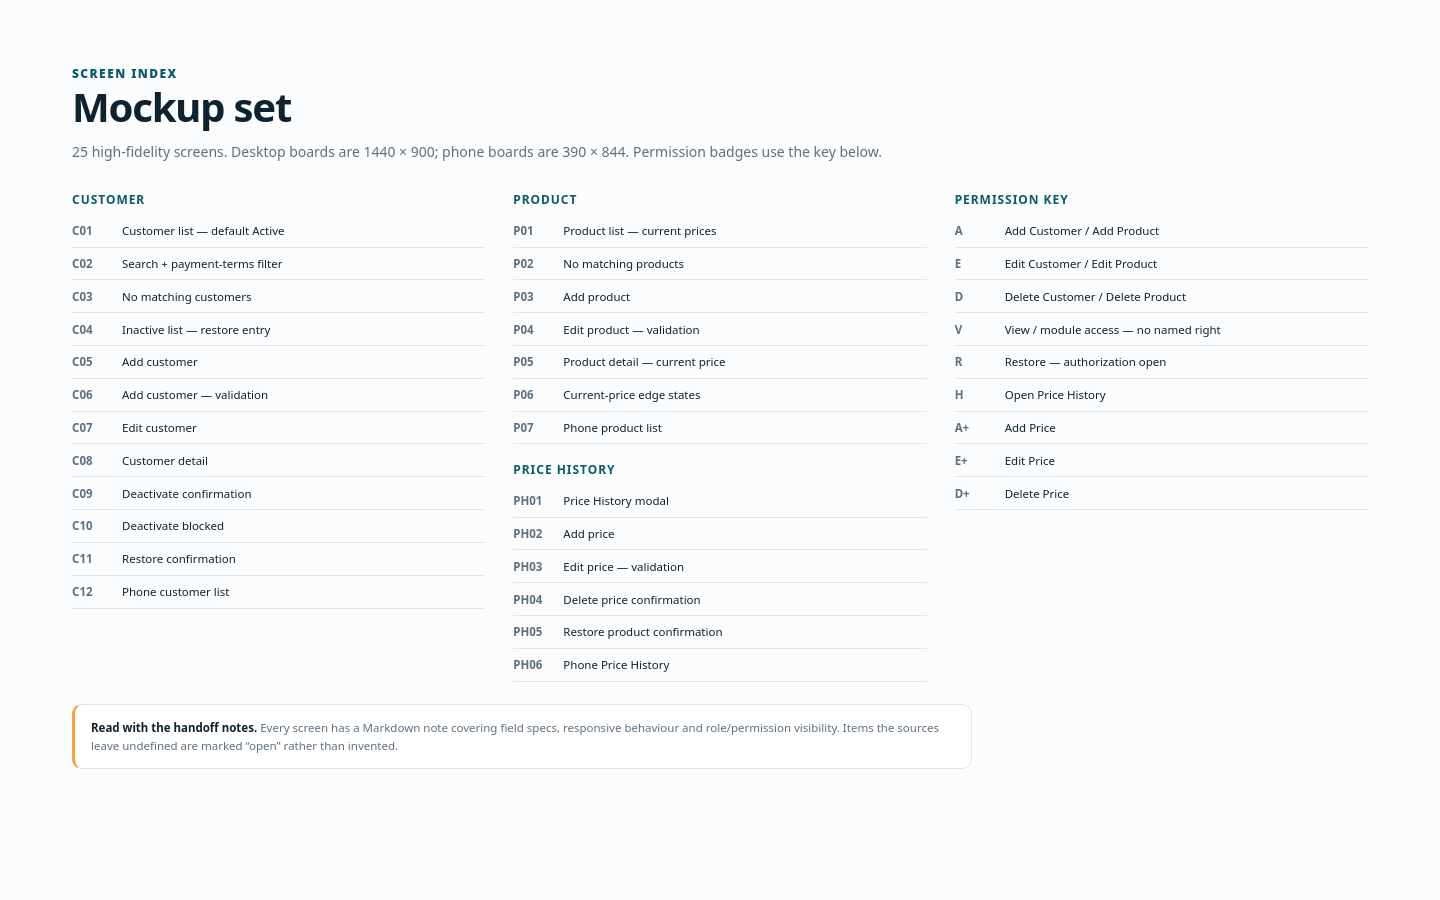 SCREEN INDEX
Mockup set
25 high-fidelity screens. Desktop boards are 1440 × 900; phone boards are 390 × 844. Permission badges use the key below.
CUSTOMER
C01 Customer list — default Active
C02 Search + payment-terms filter
C03 No matching customers
C04 Inactive list — restore entry
C05 Add customer
C06 Add customer — validation
C07 Edit customer
C08 Customer detail
C09 Deactivate confirmation
C10 Deactivate blocked
C11 Restore confirmation
C12 Phone customer list
PRODUCT
P01 Product list — current prices
P02 No matching products
P03 Add product
P04 Edit product — validation
P05 Product detail — current price
P06 Current-price edge states
P07 Phone product list
PRICE HISTORY
PH01 Price History modal
PH02 Add price
PH03 Edit price — validation
PH04 Delete price confirmation
PH05 Restore product confirmation
PH06 Phone Price History
PERMISSION KEY
A Add Customer / Add Product
E Edit Customer / Edit Product
D Delete Customer / Delete Product
V View / module access — no named right
R Restore — authorization open
H Open Price History
A+ Add Price
E+ Edit Price
D+ Delete Price
Read with the handoff notes. Every screen has a Markdown note covering field specs, responsive behaviour and role/permission visibility. Items the sources
leave undefined are marked “open” rather than invented.